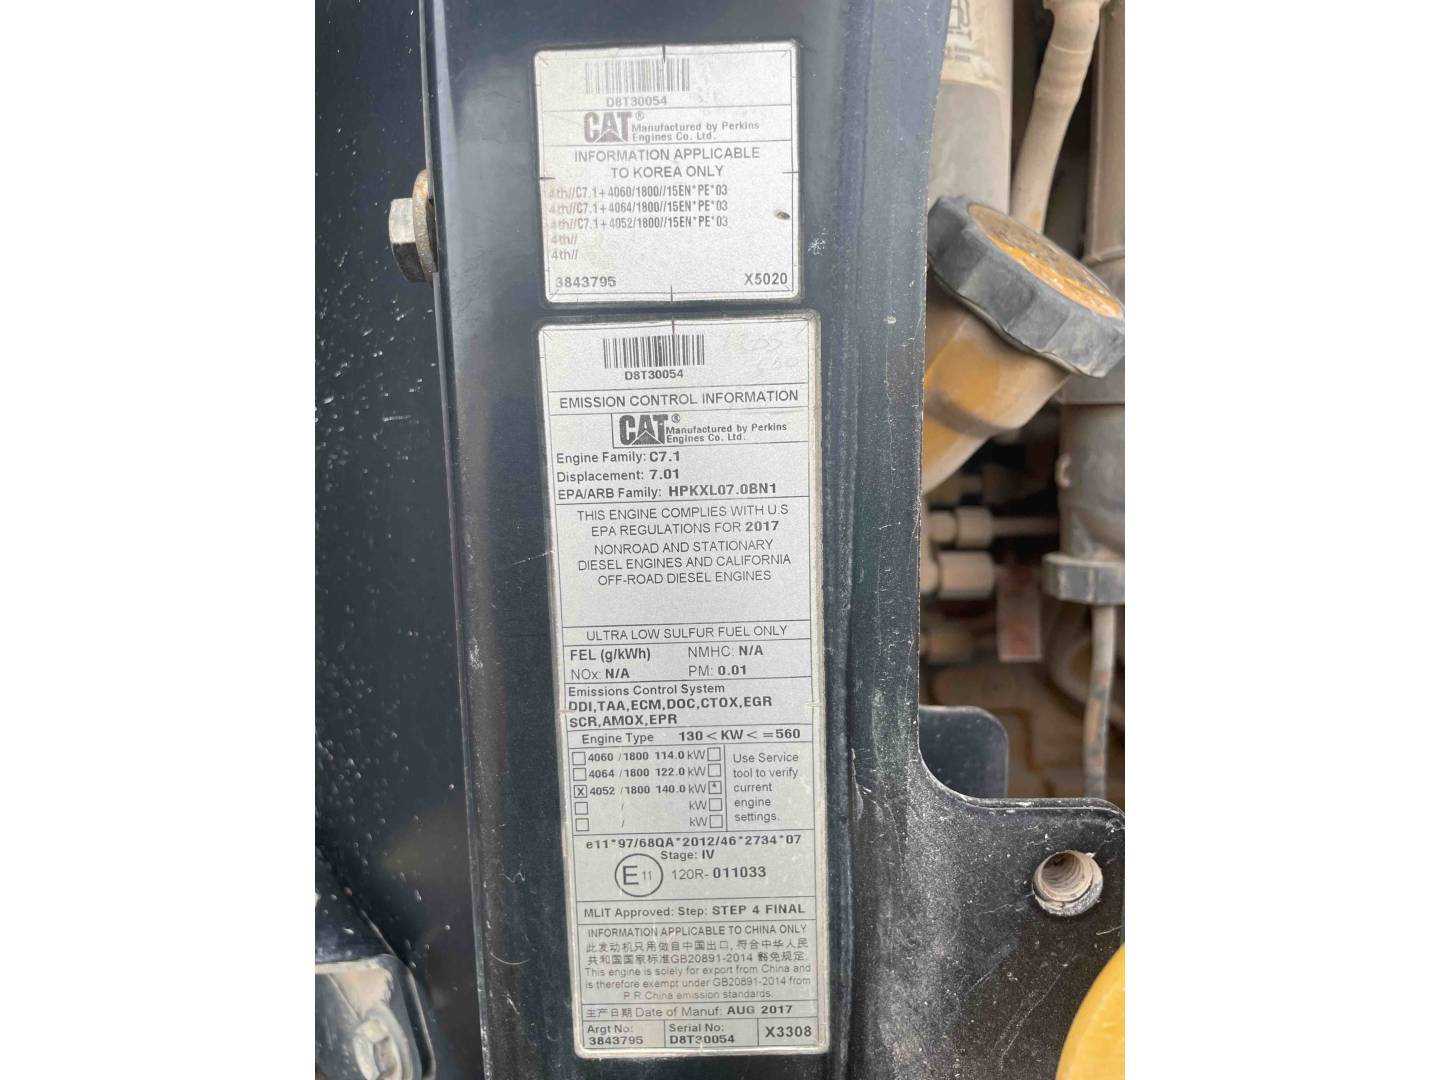 D8T30054
CAT® Manufactured by Perkins
Engines Co. Ltd.
INFORMATION APPLICABLE
TO KOREA ONLY
4th//C7.1+4060/1800//15EN*PE*03
4th//C7.1+4064/1800//15EN*PE*03
4th//C7.1+4052/1800//15EN*PE*03
4th//
4th//
3843795 X5020
D8T30054
EMISSION CONTROL INFORMATION
CAT® Manufactured by Perkins
Engines Co. Ltd.
Engine Family: C7.1
Displacement: 7.01
EPA/ARB Family: HPKXL07.0BN1
THIS ENGINE COMPLIES WITH U.S
EPA REGULATIONS FOR 2017
NONROAD AND STATIONARY
DIESEL ENGINES AND CALIFORNIA
OFF-ROAD DIESEL ENGINES
ULTRA LOW SULFUR FUEL ONLY
FEL (g/kWh) NMHC: N/A
NOx: N/A PM: 0.01
Emissions Control System
DDI,TAA,ECM,DOC,CTOX,EGR
SCR,AMOX,EPR
Engine Type 130<KW<=560
4060 /1800 114.0 kW
4064 /1800 122.0 kW
X 4052 /1800 140.0 kW *
/ kW
/ kW
Use Service
tool to verify
current
engine
settings.
e11*97/68QA*2012/46*2734*07
Stage: IV
E 11 120R- 011033
MLIT Approved: Step: STEP 4 FINAL
INFORMATION APPLICABLE TO CHINA ONLY
此发动机只用做自中国出口, 符合中华人民
共和国国家标准GB20891-2014 豁免规定.
This engine is solely for export from China and
is therefore exempt under GB20891-2014 from
P.R.China emission standards.
生产日期 Date of Manuf: AUG 2017
Argt No: Serial No: X3308
3843795 D8T30054